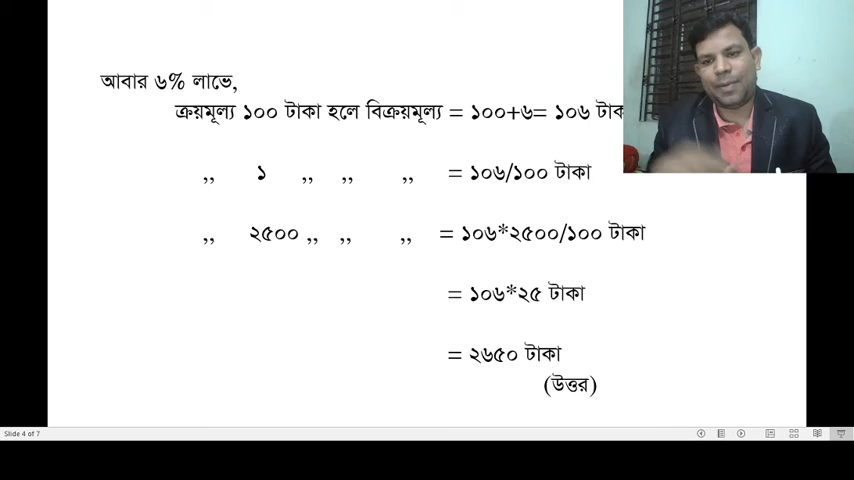 আবার ৬% লাভে,
ক্রয়মূল্য ১০০ টাকা হলে বিক্রয়মূল্য = ১০০+৬= ১০৬ টাক
,, ১ ,, ,, ,, = ১০৬/১০০ টাকা
,, ২৫০০ ,, ,, ,, = ১০৬*২৫০০/১০০ টাকা
= ১০৬*২৫ টাকা
= ২৬৫০ টাকা
(উত্তর)
Slide 4 of 7